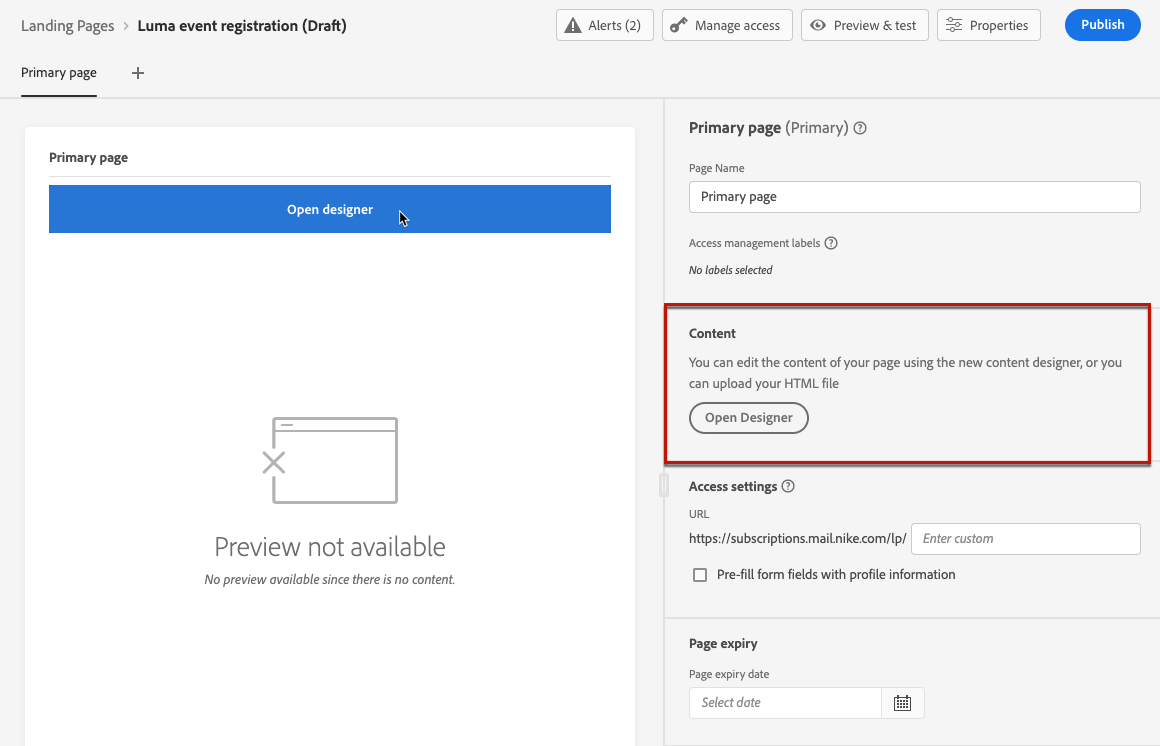 Landing Pages > Luma event registration (Draft)
Alerts (2)
Manage access
Preview & test
Properties
Publish
Primary page
Primary page
Open designer
Preview not available
No preview available since there is no content.
Primary page (Primary)
Page Name
Primary page
Access management labels
No labels selected
Content
You can edit the content of your page using the new content designer, or you
can upload your HTML file
Open Designer
Access settings
URL
https://subscriptions.mail.nike.com/lp/
Enter custom
Pre-fill form fields with profile information
Page expiry
Page expiry date
Select date